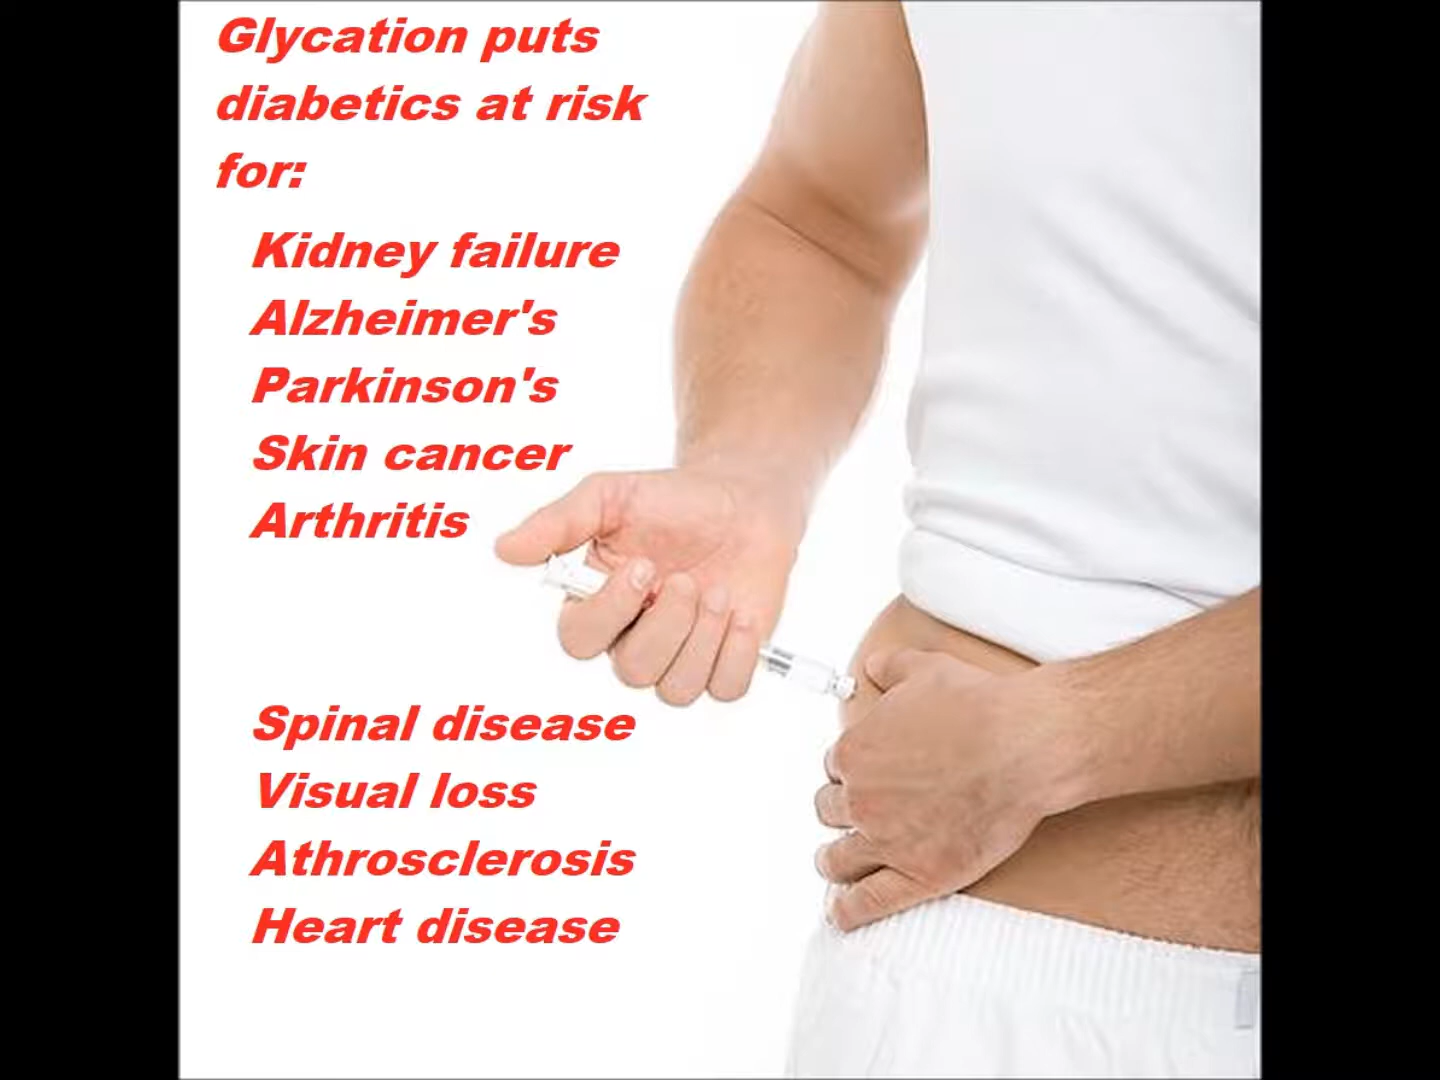 Glycation puts
diabetics at risk
for:
Kidney failure
Alzheimer's
Parkinson's
Skin cancer
Arthritis
Spinal disease
Visual loss
Athrosclerosis
Heart disease